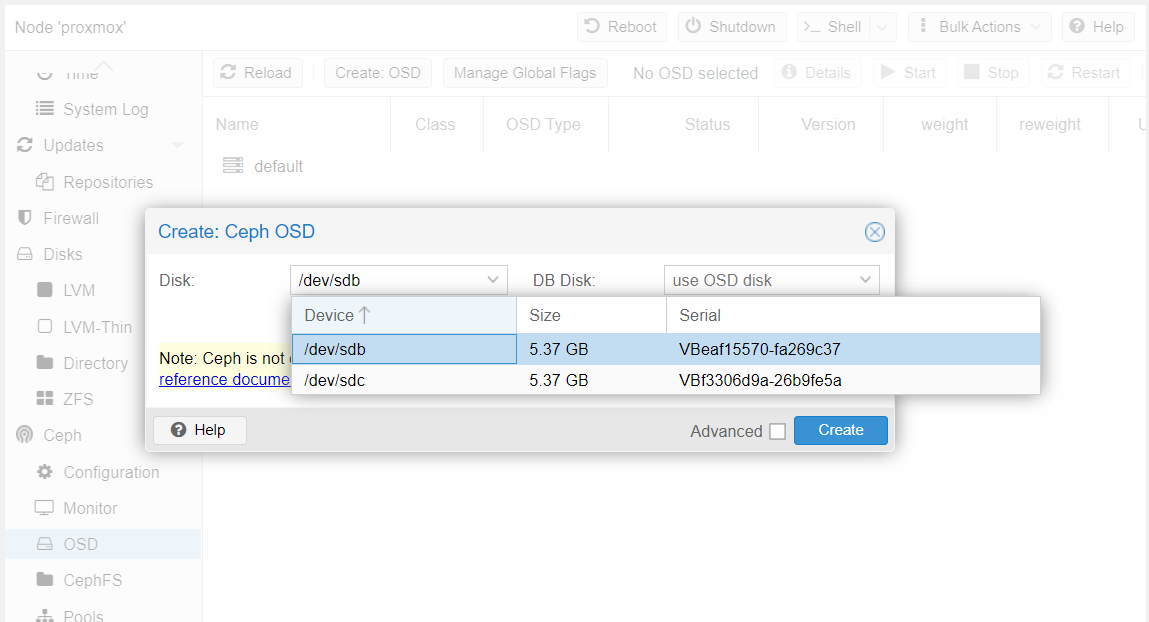 Node 'proxmox'
Reboot
Shutdown
Shell
Bulk Actions
Help
Time
System Log
Updates
Repositories
Firewall
Disks
LVM
LVM-Thin
Directory
ZFS
Ceph
Configuration
Monitor
OSD
CephFS
Pools
Reload
Create: OSD
Manage Global Flags
No OSD selected
Details
Start
Stop
Restart
Name Class OSD Type Status Version weight reweight
default
Create: Ceph OSD
Disk: /dev/sdb DB Disk: use OSD disk
Device Size Serial
/dev/sdb 5.37 GB VBeaf15570-fa269c37
/dev/sdc 5.37 GB VBf3306d9a-26b9fe5a
Note: Ceph is not
reference docume
Help
Advanced
Create